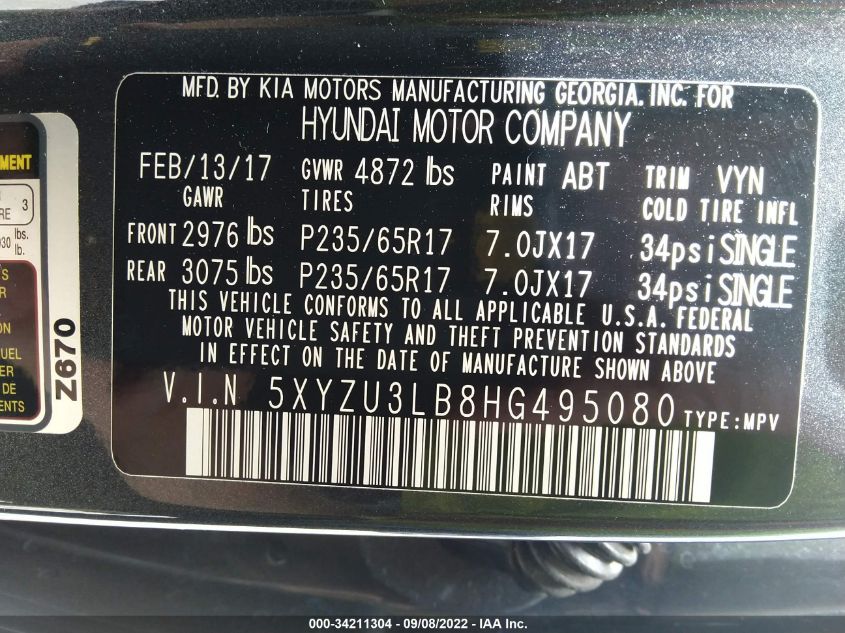 MFD. BY KIA MOTORS MANUFACTURING GEORGIA. INC. FOR
HYUNDAI MOTOR COMPANY
FEB/13/17 GVWR 4872 lbs PAINT ABT TRIM VYN
GAWR TIRES RIMS COLD TIRE INFL
FRONT 2976 lbs P235/65R17 7.0JX17 34psi SINGLE
REAR 3075 lbs P235/65R17 7.0JX17 34psi SINGLE
THIS VEHICLE CONFORMS TO ALL APPLICABLE U.S.A. FEDERAL
MOTOR VEHICLE SAFETY AND THEFT PREVENTION STANDARDS
IN EFFECT ON THE DATE OF MANUFACTURE SHOWN ABOVE
V.I.N 5XYZU3LB8HG495080 TYPE:MPV
Z670
3
lbs.
kg
DE
000-34211304 - 09/08/2022 - IAA Inc.